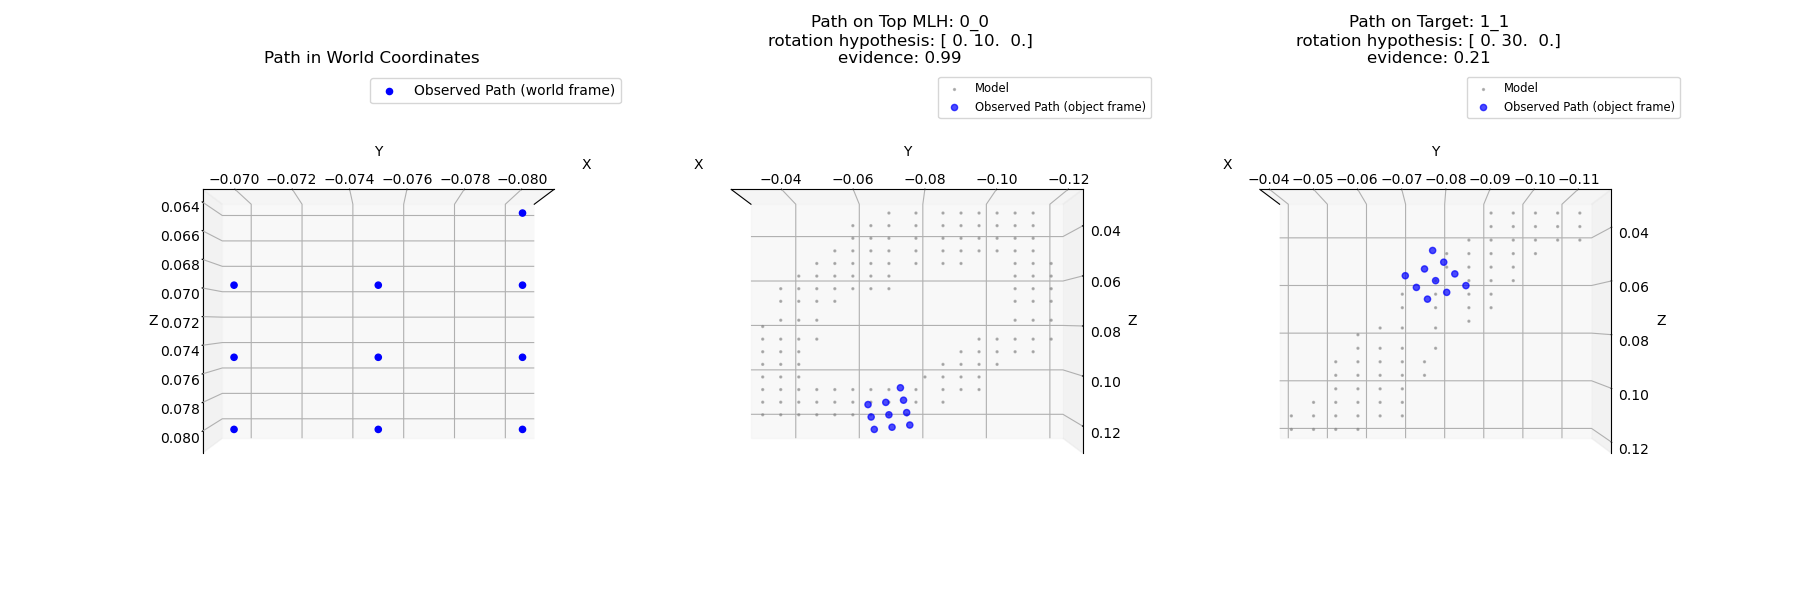 Path in World Coordinates
Observed Path (world frame)
Y
X
−0.070 −0.072 −0.074 −0.076 −0.078 −0.080
0.064
0.066
0.068
0.070
Z 0.072
0.074
0.076
0.078
0.080
Path on Top MLH: 0_0
rotation hypothesis: [ 0. 10.  0.]
evidence: 0.99
Model
Observed Path (object frame)
Y
X
−0.04 −0.06 −0.08 −0.10 −0.12
0.04
0.06
0.08
Z
0.10
0.12
Path on Target: 1_1
rotation hypothesis: [ 0. 30.  0.]
evidence: 0.21
Model
Observed Path (object frame)
Y
X
−0.04 −0.05 −0.06 −0.07 −0.08 −0.09 −0.10 −0.11
0.04
0.06
Z
0.08
0.10
0.12